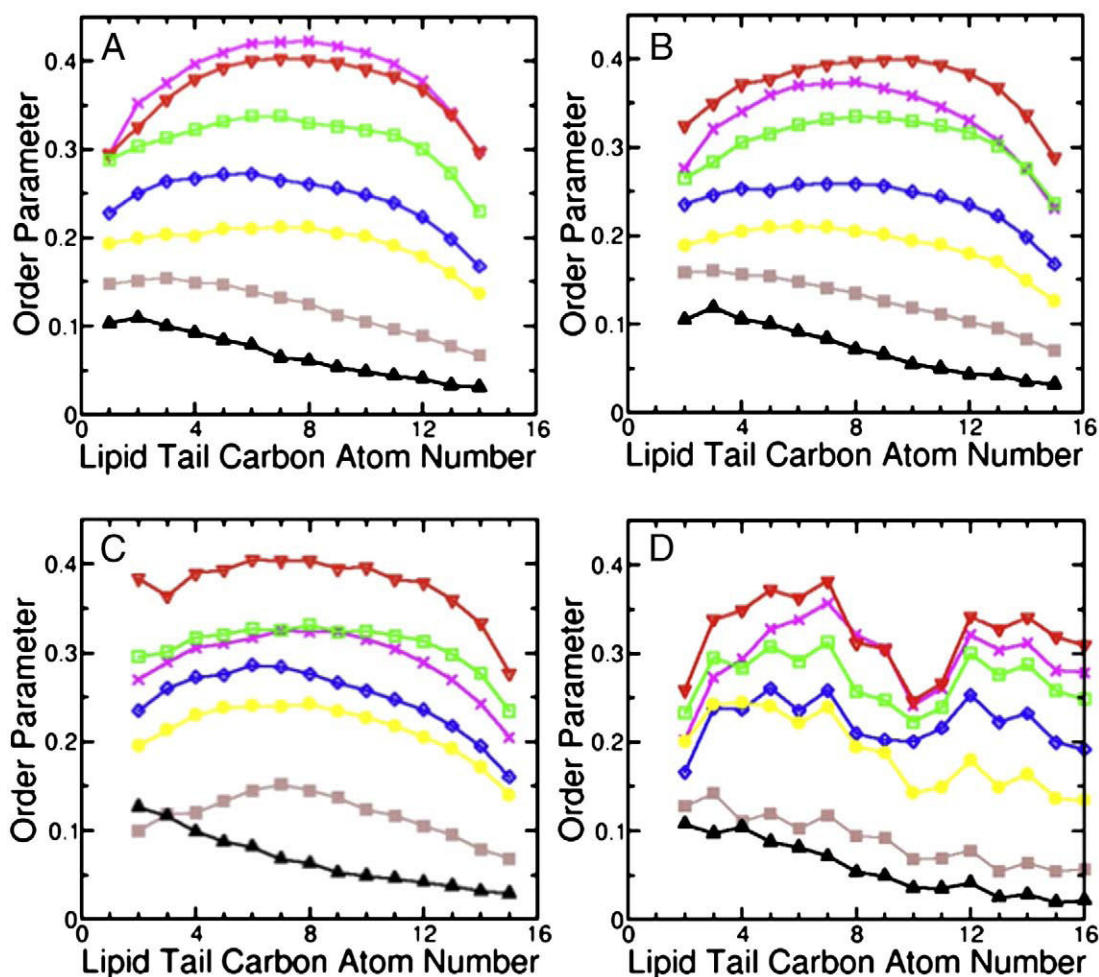 A
B
0.4
0.4
0.3
0.3
0.2
0.2
0.1
0.1
0
0
Order Parameter
Order Parameter
0 4 8 12 16
0 4 8 12 16
Lipid Tail Carbon Atom Number
Lipid Tail Carbon Atom Number
C
D
0.4
0.4
0.3
0.3
0.2
0.2
0.1
0.1
0
0
Order Parameter
Order Parameter
0 4 8 12 16
0 4 8 12 16
Lipid Tail Carbon Atom Number
Lipid Tail Carbon Atom Number